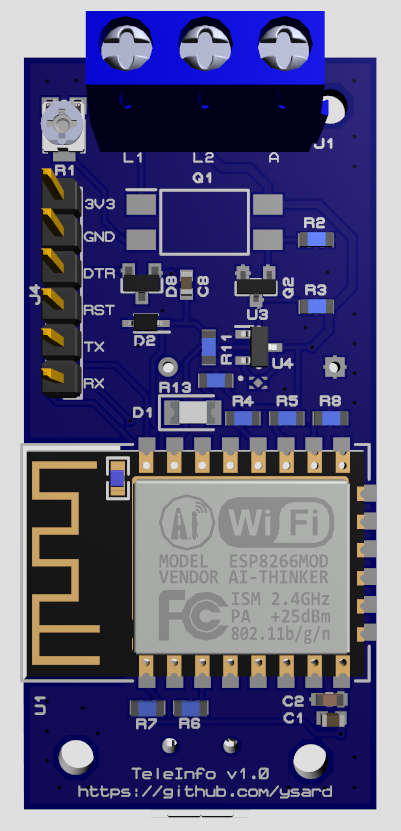 L1 L2 A J1
R1 Q1
3V3
GND R2
DTR D8 C8 Q2
J4 RST R3
D2 U3
TX R11 U4
RX R13
D1 R4 R5 R8
Ai WiFi
MODEL ESP8266MOD
VENDOR AI-THINKER
FC ISM 2.4GHz
PA +25dBm
802.11b/g/n
U1 C2
R7 R6 C1
TeleInfo v1.0
https://github.com/ysard